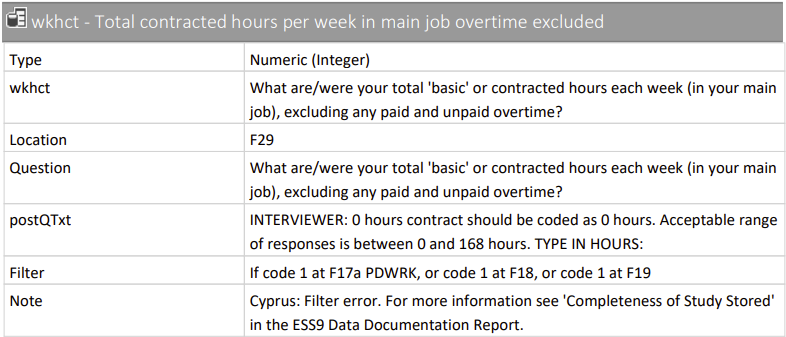 wkhct - Total contracted hours per week in main job overtime excluded
Type Numeric (Integer)
wkhct What are/were your total 'basic' or contracted hours each week (in your main
job), excluding any paid and unpaid overtime?
Location F29
Question What are/were your total 'basic' or contracted hours each week (in your main
job), excluding any paid and unpaid overtime?
postQTxt INTERVIEWER: 0 hours contract should be coded as 0 hours. Acceptable range
of responses is between 0 and 168 hours. TYPE IN HOURS:
Filter If code 1 at F17a PDWRK, or code 1 at F18, or code 1 at F19
Note Cyprus: Filter error. For more information see 'Completeness of Study Stored'
in the ESS9 Data Documentation Report.